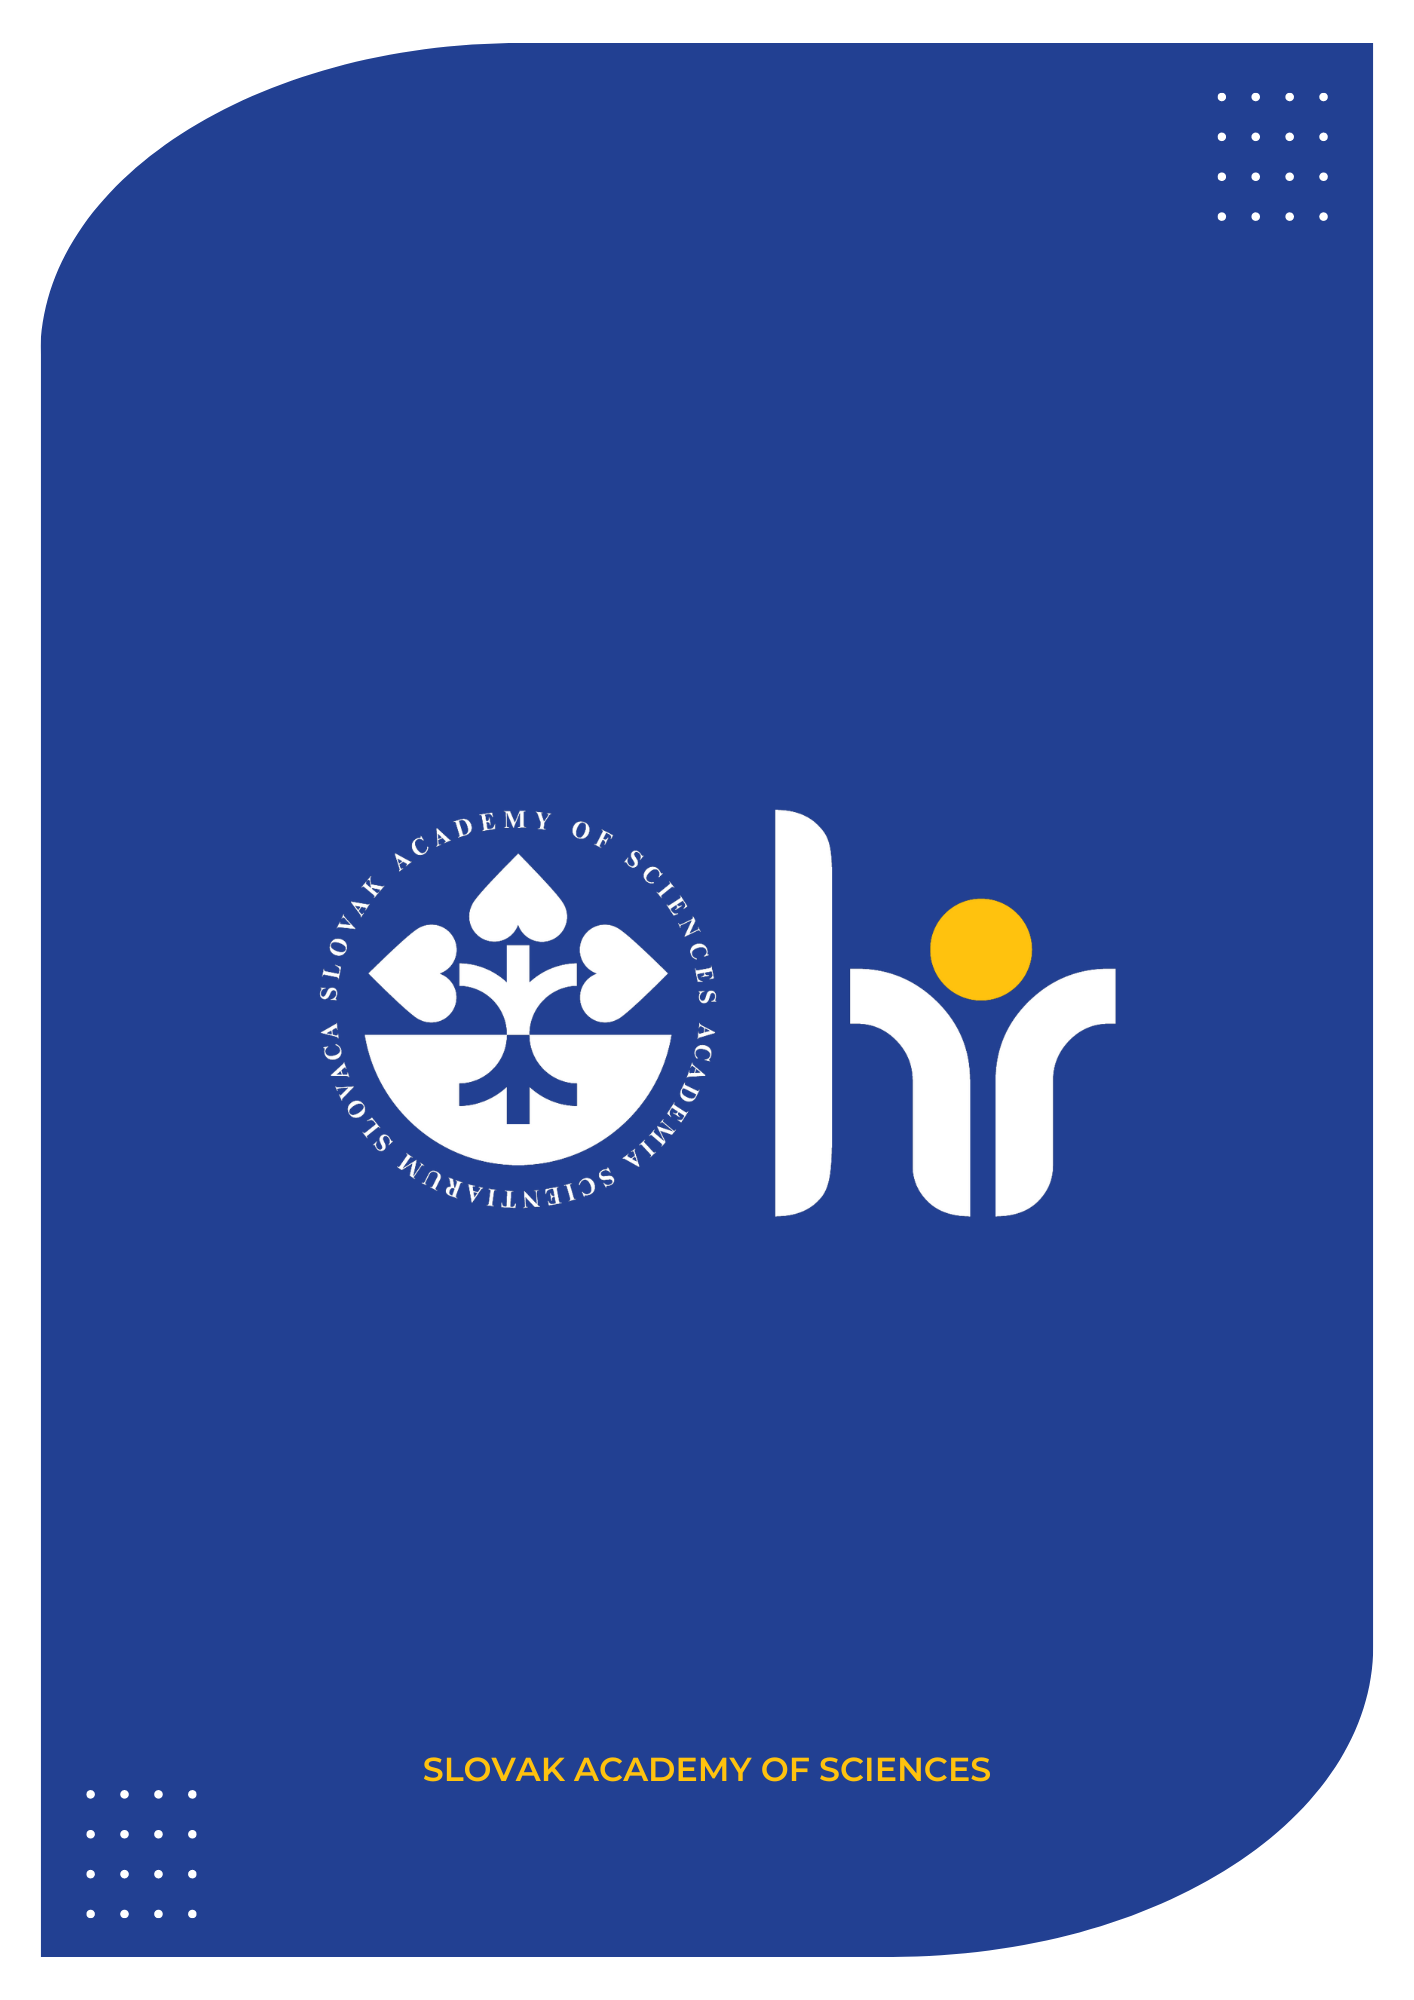 SLOVAK ACADEMY OF SCIENCES ACADEMIA SCIENTIARUM SLOVACA
hr
SLOVAK ACADEMY OF SCIENCES